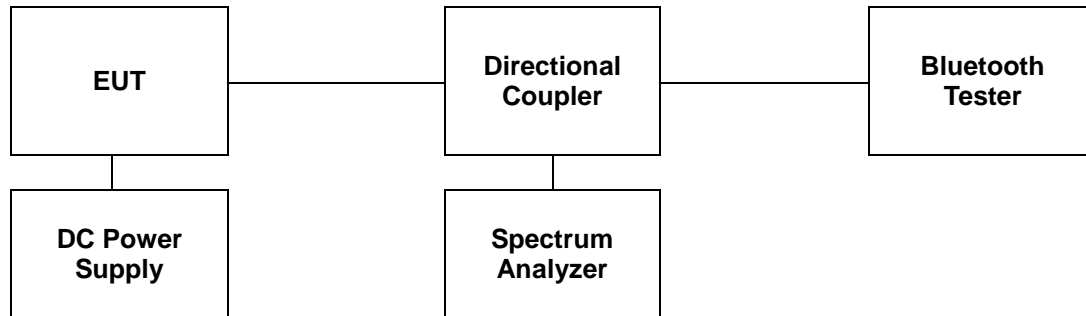 EUT
Directional
Coupler
Bluetooth
Tester
DC Power
Supply
Spectrum
Analyzer